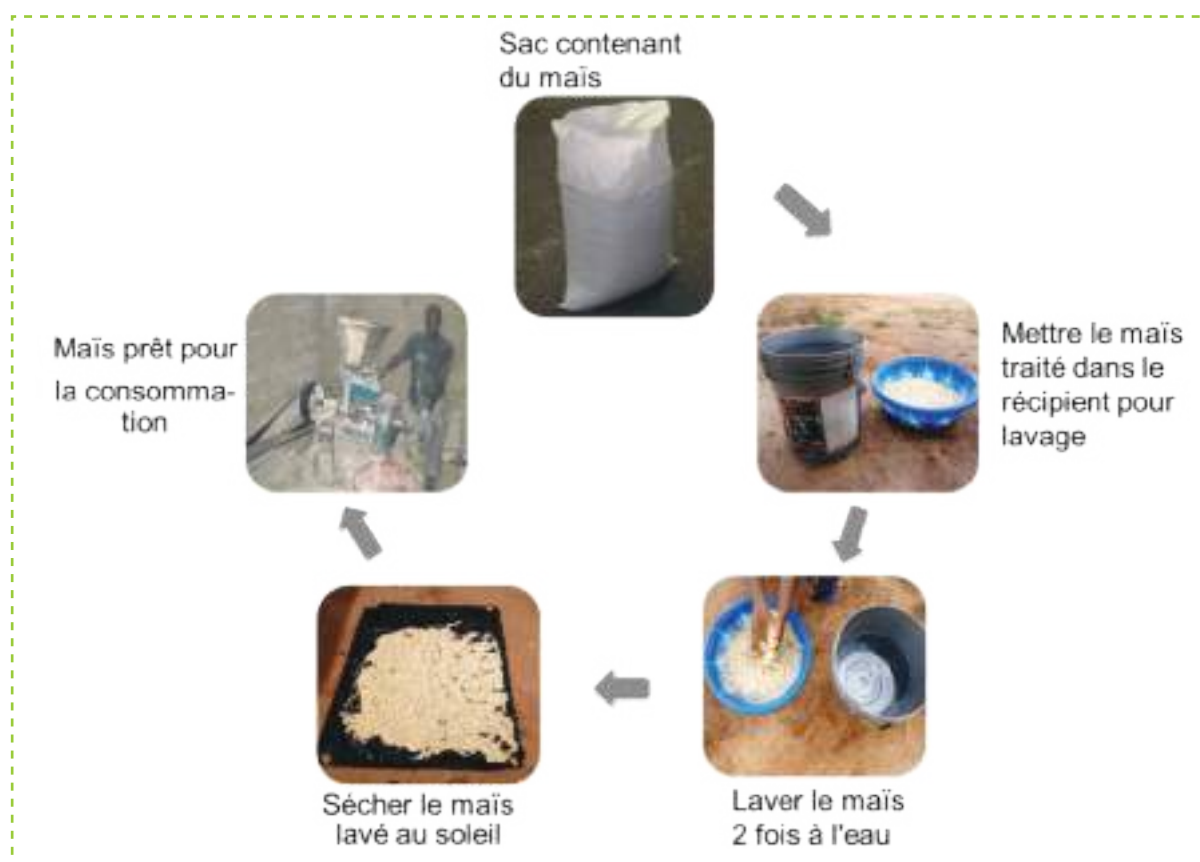 Sac contenant
du maïs
Mettre le maïs
traité dans le
récipient pour
lavage
Laver le maïs
2 fois à l'eau
Sécher le maïs
lavé au soleil
Maïs prêt pour
la consomma-
tion